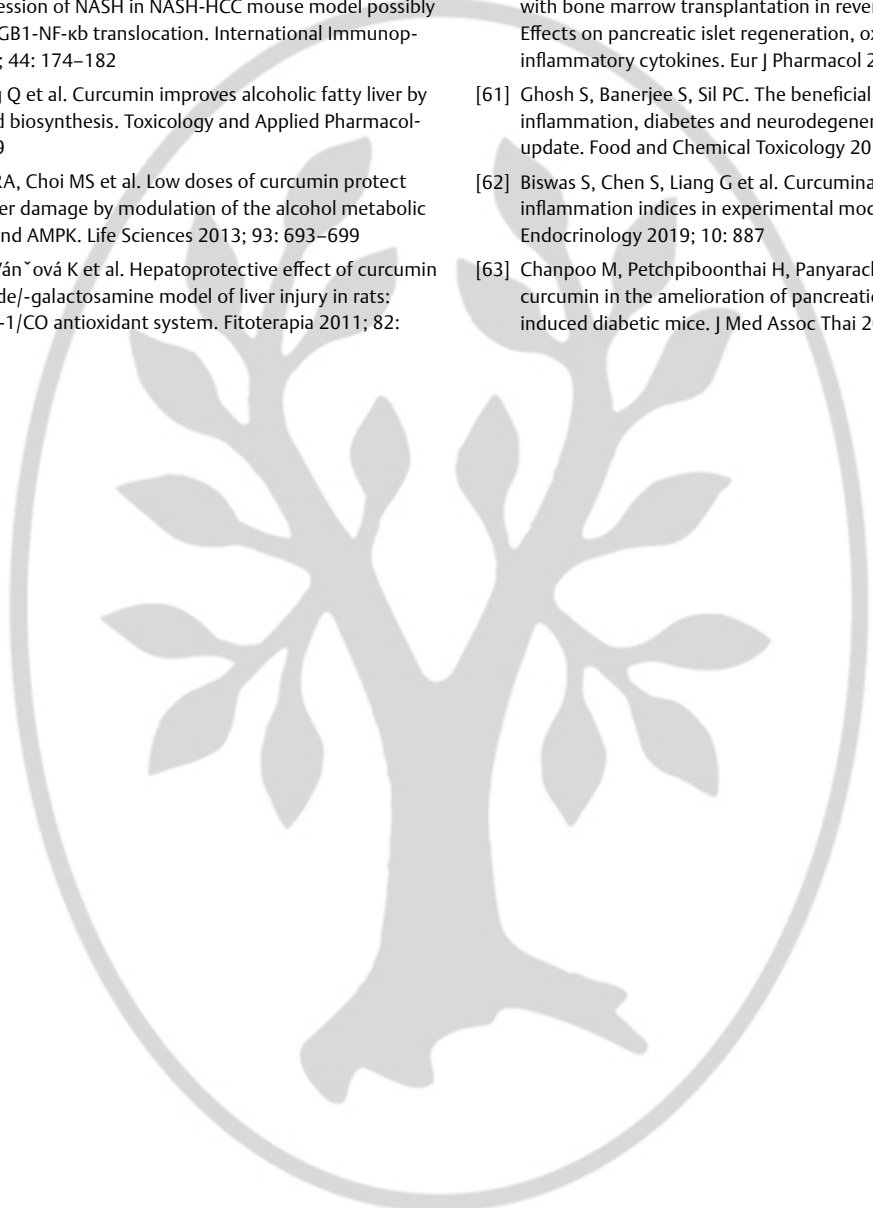 ession of NASH in NASH-HCC mouse model possibly
GB1-NF-κb translocation. International Immunop-
; 44: 174–182
g Q et al. Curcumin improves alcoholic fatty liver by
d biosynthesis. Toxicology and Applied Pharmacol-
9
RA, Choi MS et al. Low doses of curcumin protect
er damage by modulation of the alcohol metabolic
nd AMPK. Life Sciences 2013; 93: 693–699
Ván ̌ová K et al. Hepatoprotective effect of curcumin
de/-galactosamine model of liver injury in rats:
-1/CO antioxidant system. Fitoterapia 2011; 82:
with bone marrow transplantation in rever
Effects on pancreatic islet regeneration, ox
inflammatory cytokines. Eur J Pharmacol 2
[61] Ghosh S, Banerjee S, Sil PC. The beneficial
inflammation, diabetes and neurodegener
update. Food and Chemical Toxicology 20
[62] Biswas S, Chen S, Liang G et al. Curcumina
inflammation indices in experimental mod
Endocrinology 2019; 10: 887
[63] Chanpoo M, Petchpiboonthai H, Panyarach
curcumin in the amelioration of pancreatic
induced diabetic mice. J Med Assoc Thai 20